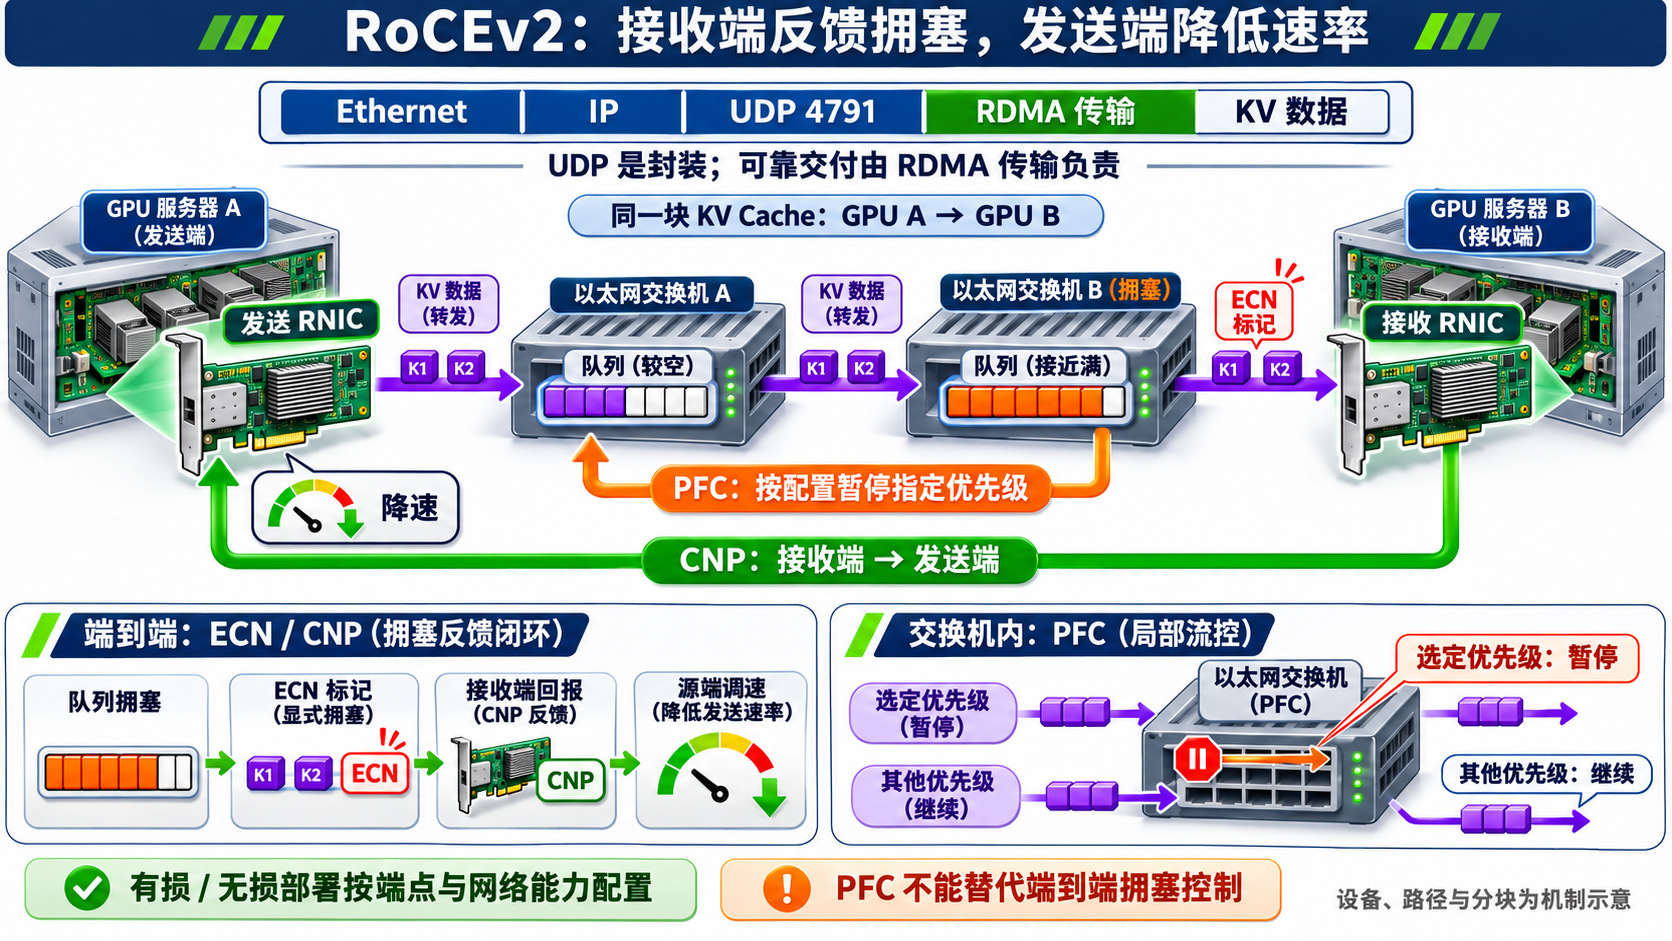 RoCEv2：接收端反馈拥塞，发送端降低速率
Ethernet
IP
UDP 4791
RDMA 传输
KV 数据
UDP 是封装；可靠交付由 RDMA 传输负责
同一块 KV Cache：GPU A → GPU B
GPU 服务器 A
（发送端）
GPU 服务器 B
（接收端）
发送 RNIC
KV 数据
（转发）
K1
K2
以太网交换机 A
队列（较空）
KV 数据
（转发）
K1
K2
以太网交换机 B（拥塞）
队列（接近满）
ECN
标记
K1
K2
接收 RNIC
PFC：按配置暂停指定优先级
降速
CNP：接收端 → 发送端
端到端：ECN / CNP（拥塞反馈闭环）
队列拥塞
ECN 标记
（显式拥塞）
K1
K2
ECN
接收端回报
（CNP 反馈）
CNP
源端调速
（降低发送速率）
交换机内：PFC（局部流控）
选定优先级：暂停
以太网交换机
（PFC）
选定优先级
（暂停）
其他优先级：继续
其他优先级
（继续）
有损 / 无损部署按端点与网络能力配置
PFC 不能替代端到端拥塞控制
设备、路径与分块为机制示意